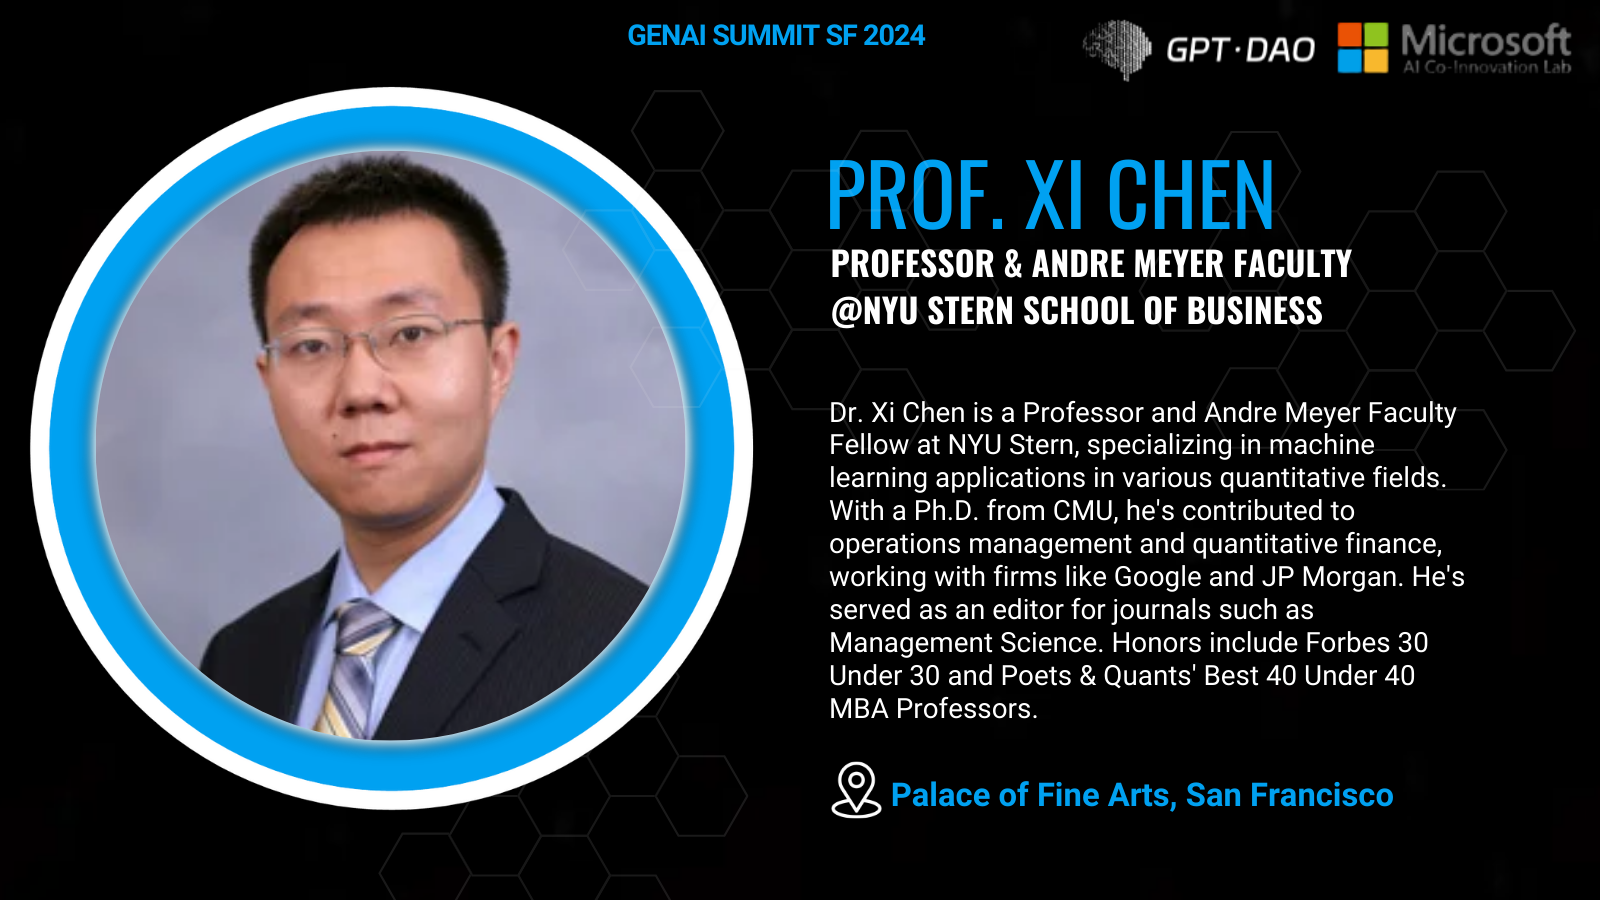 GENAI SUMMIT SF 2024
GPT·DAO
Microsoft
AI Co-Innovation Lab
PROF. XI CHEN
PROFESSOR & ANDRE MEYER FACULTY
@NYU STERN SCHOOL OF BUSINESS
Dr. Xi Chen is a Professor and Andre Meyer Faculty
Fellow at NYU Stern, specializing in machine
learning applications in various quantitative fields.
With a Ph.D. from CMU, he's contributed to
operations management and quantitative finance,
working with firms like Google and JP Morgan. He's
served as an editor for journals such as
Management Science. Honors include Forbes 30
Under 30 and Poets & Quants' Best 40 Under 40
MBA Professors.
Palace of Fine Arts, San Francisco